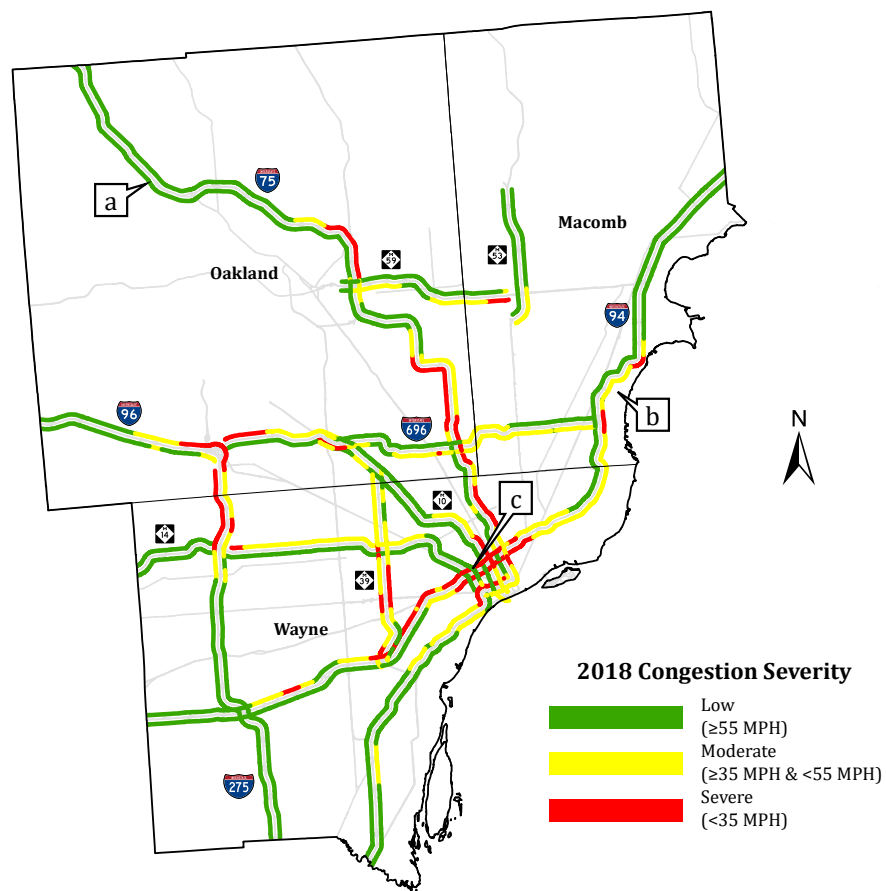 75
a
Macomb
M
53
M
59
Oakland
94
96
696
b
N
M
10
c
M
14
M
39
Wayne
2018 Congestion Severity
Low
(≥55 MPH)
Moderate
(≥35 MPH & <55 MPH)
275
Severe
(<35 MPH)